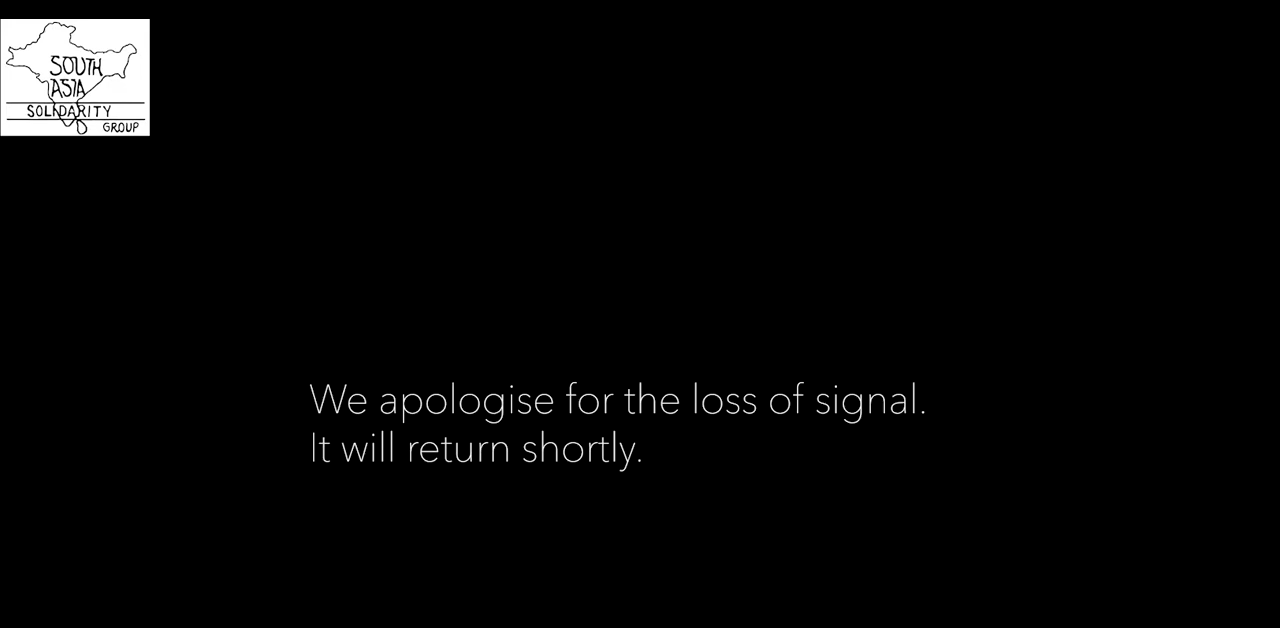 SOUTH
ASIA
SOLIDARITY
GROUP
We apologise for the loss of signal.
It will return shortly.